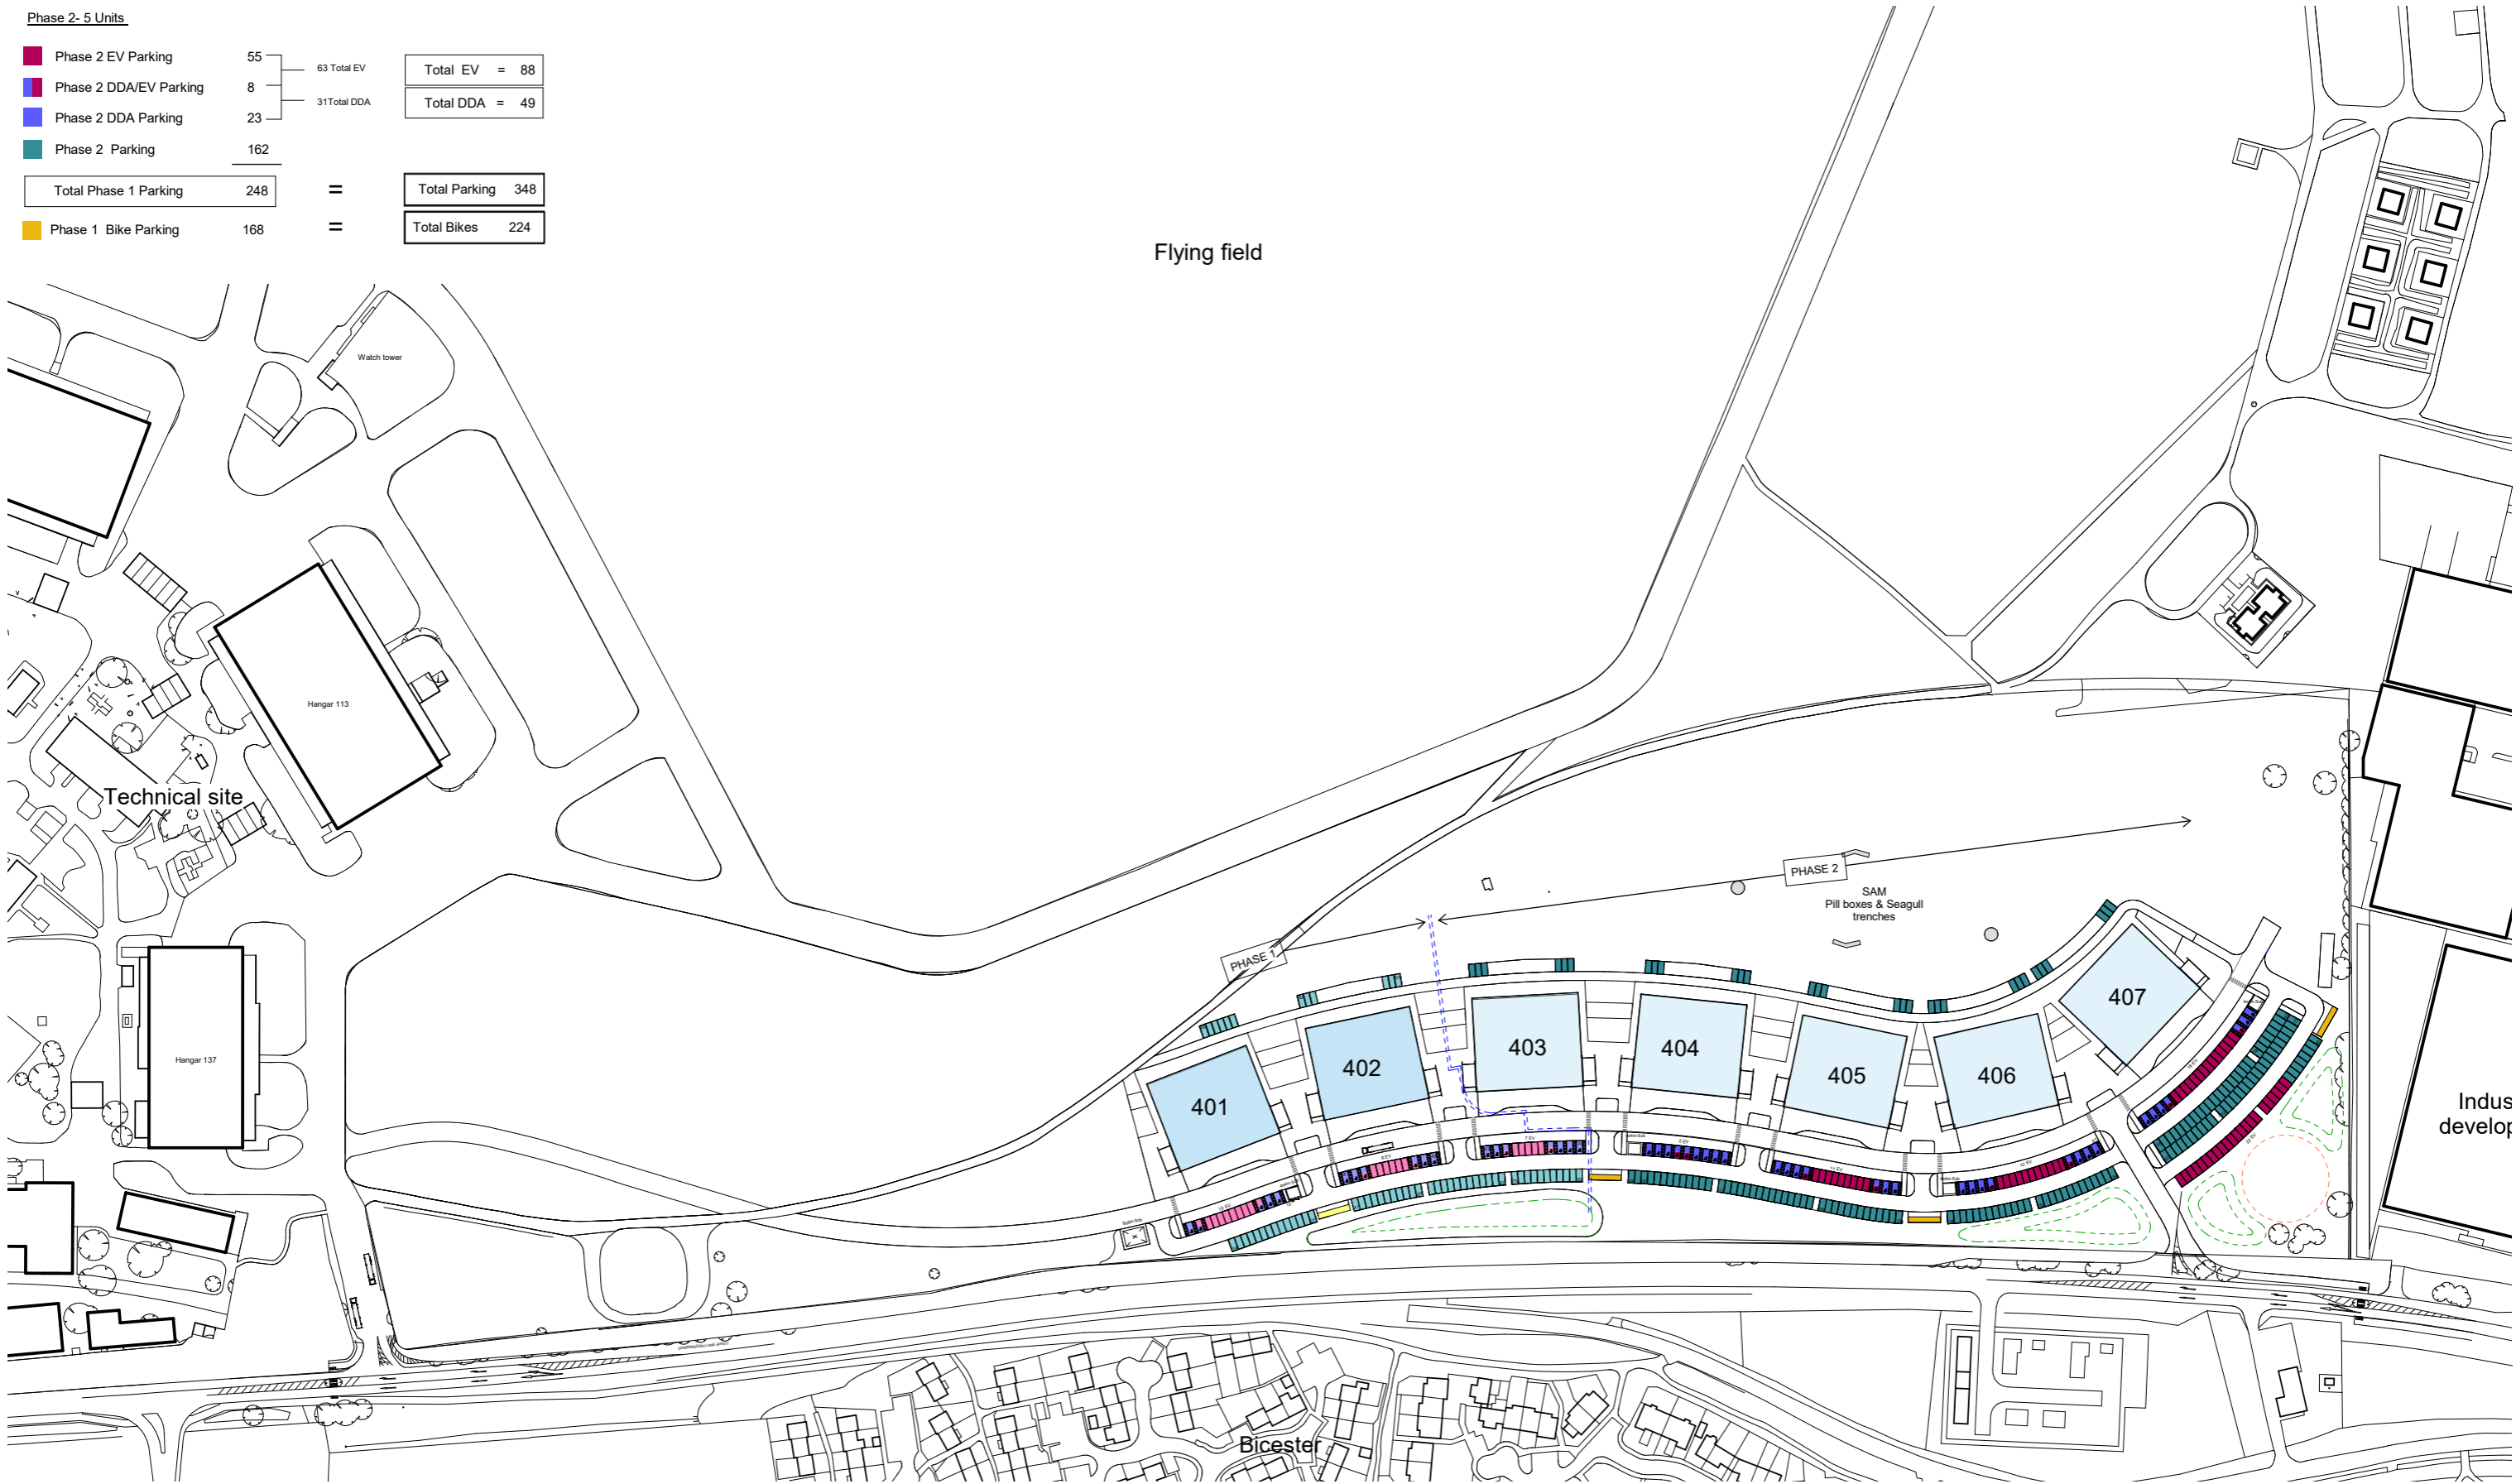 Phase 2- 5 Units
Phase 2 EV Parking 55
Phase 2 DDA/EV Parking 8
Phase 2 DDA Parking 23
Phase 2 Parking 162
63 Total EV
31Total DDA
Total EV = 88
Total DDA = 49
Total Phase 1 Parking 248 = Total Parking 348
Phase 1 Bike Parking 168 = Total Bikes 224
Flying field
Watch tower
Hangar 113
Technical site
Hangar 137
PHASE 1
PHASE 2
SAM
Pill boxes & Seagull
trenches
401
402
403
404
405
406
407
7 EV
Indus
develop
Bicester